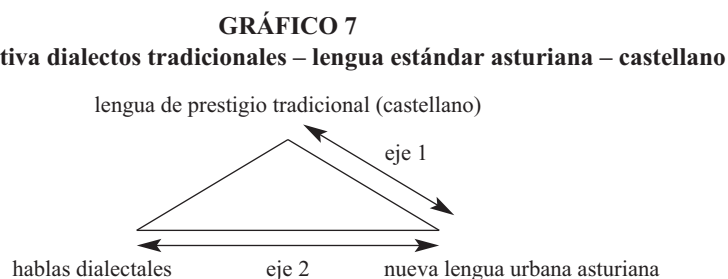 GRÁFICO 7
tiva dialectos tradicionales – lengua estándar asturiana – castellano
lengua de prestigio tradicional (castellano)
eje 1
hablas dialectales eje 2 nueva lengua urbana asturiana